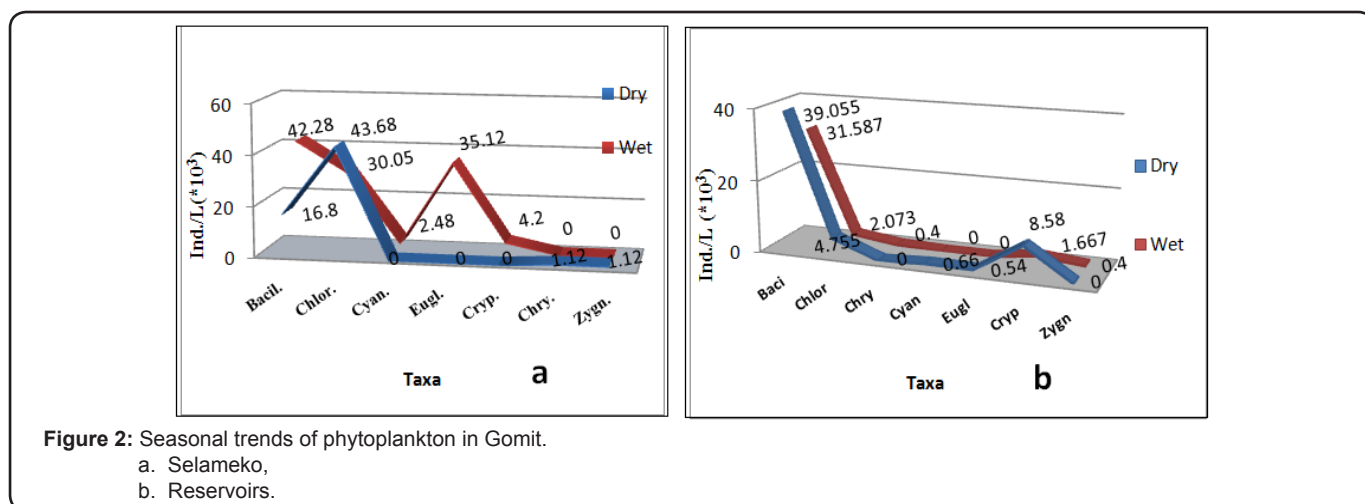 60
40
20
0
Ind./L(*10³)
42.28
43.68
30.05
35.12
16.8
2.48
4.2
0
0
0
0
0
1.12
1.12
Dry
Wet
Bacil.
Chlor.
Cyan.
Eugl.
Cryp.
Chry.
Zygn.
Taxa
a
40
20
0
Ind./L (*10³)
39.055
31.587
4.755
2.073
0.4
0
0
8.58
1.667
0.4
0
0.66
0.54
0
Dry
Wet
Baci
Chlor
Chry
Cyan
Eugl
Cryp
Zygn
Taxa
b
Figure 2: Seasonal trends of phytoplankton in Gomit.
a. Selameko,
b. Reservoirs.